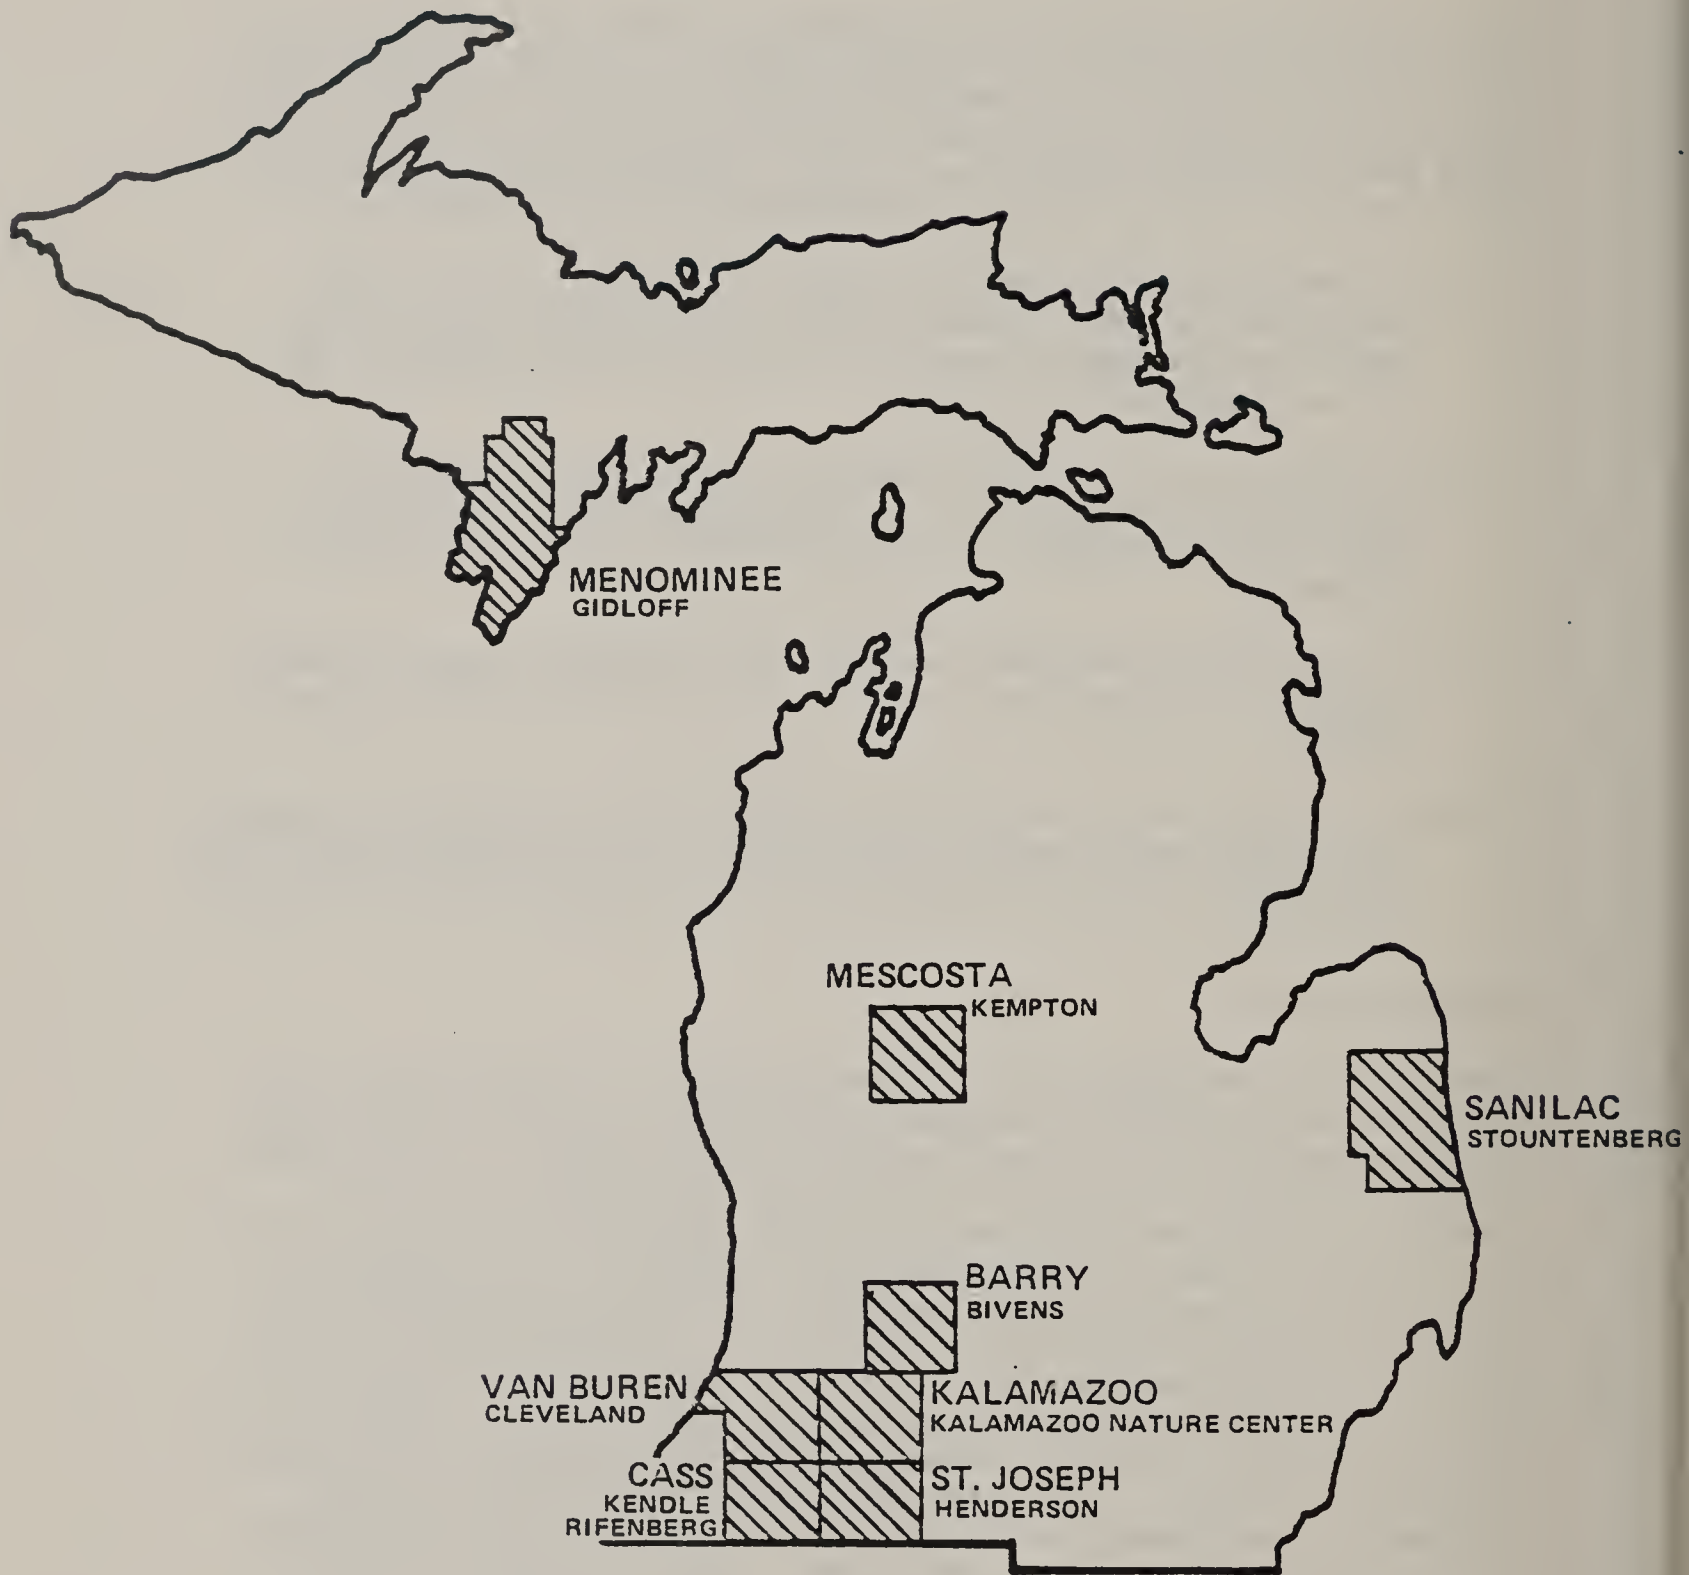 MENOMINEE
GIDLOFF
MESCOSTA
KEMPTON
SANILAC
STOUNTENBERG
BARRY
BIVENS
VAN BUREN
CLEVELAND
KALAMAZOO
KALAMAZOO NATURE CENTER
CASS
KENDLE
RIFENBERG
ST. JOSEPH
HENDERSON